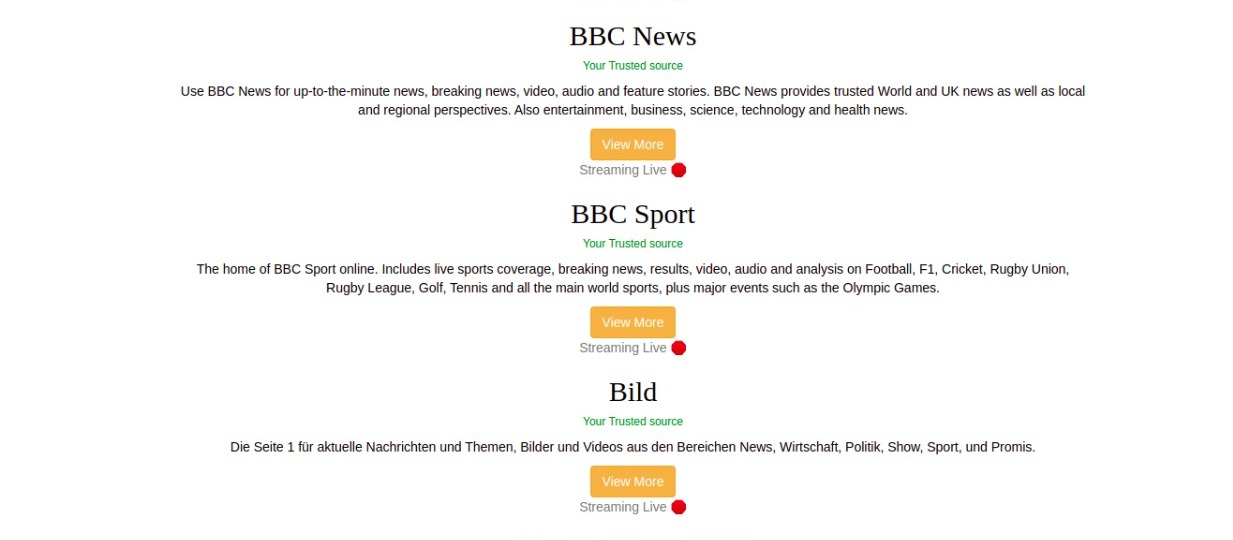 BBC News
Your Trusted source
Use BBC News for up-to-the-minute news, breaking news, video, audio and feature stories. BBC News provides trusted World and UK news as well as local
and regional perspectives. Also entertainment, business, science, technology and health news.
View More
Streaming Live
BBC Sport
Your Trusted source
The home of BBC Sport online. Includes live sports coverage, breaking news, results, video, audio and analysis on Football, F1, Cricket, Rugby Union,
Rugby League, Golf, Tennis and all the main world sports, plus major events such as the Olympic Games.
View More
Streaming Live
Bild
Your Trusted source
Die Seite 1 für aktuelle Nachrichten und Themen, Bilder und Videos aus den Bereichen News, Wirtschaft, Politik, Show, Sport, und Promis.
View More
Streaming Live